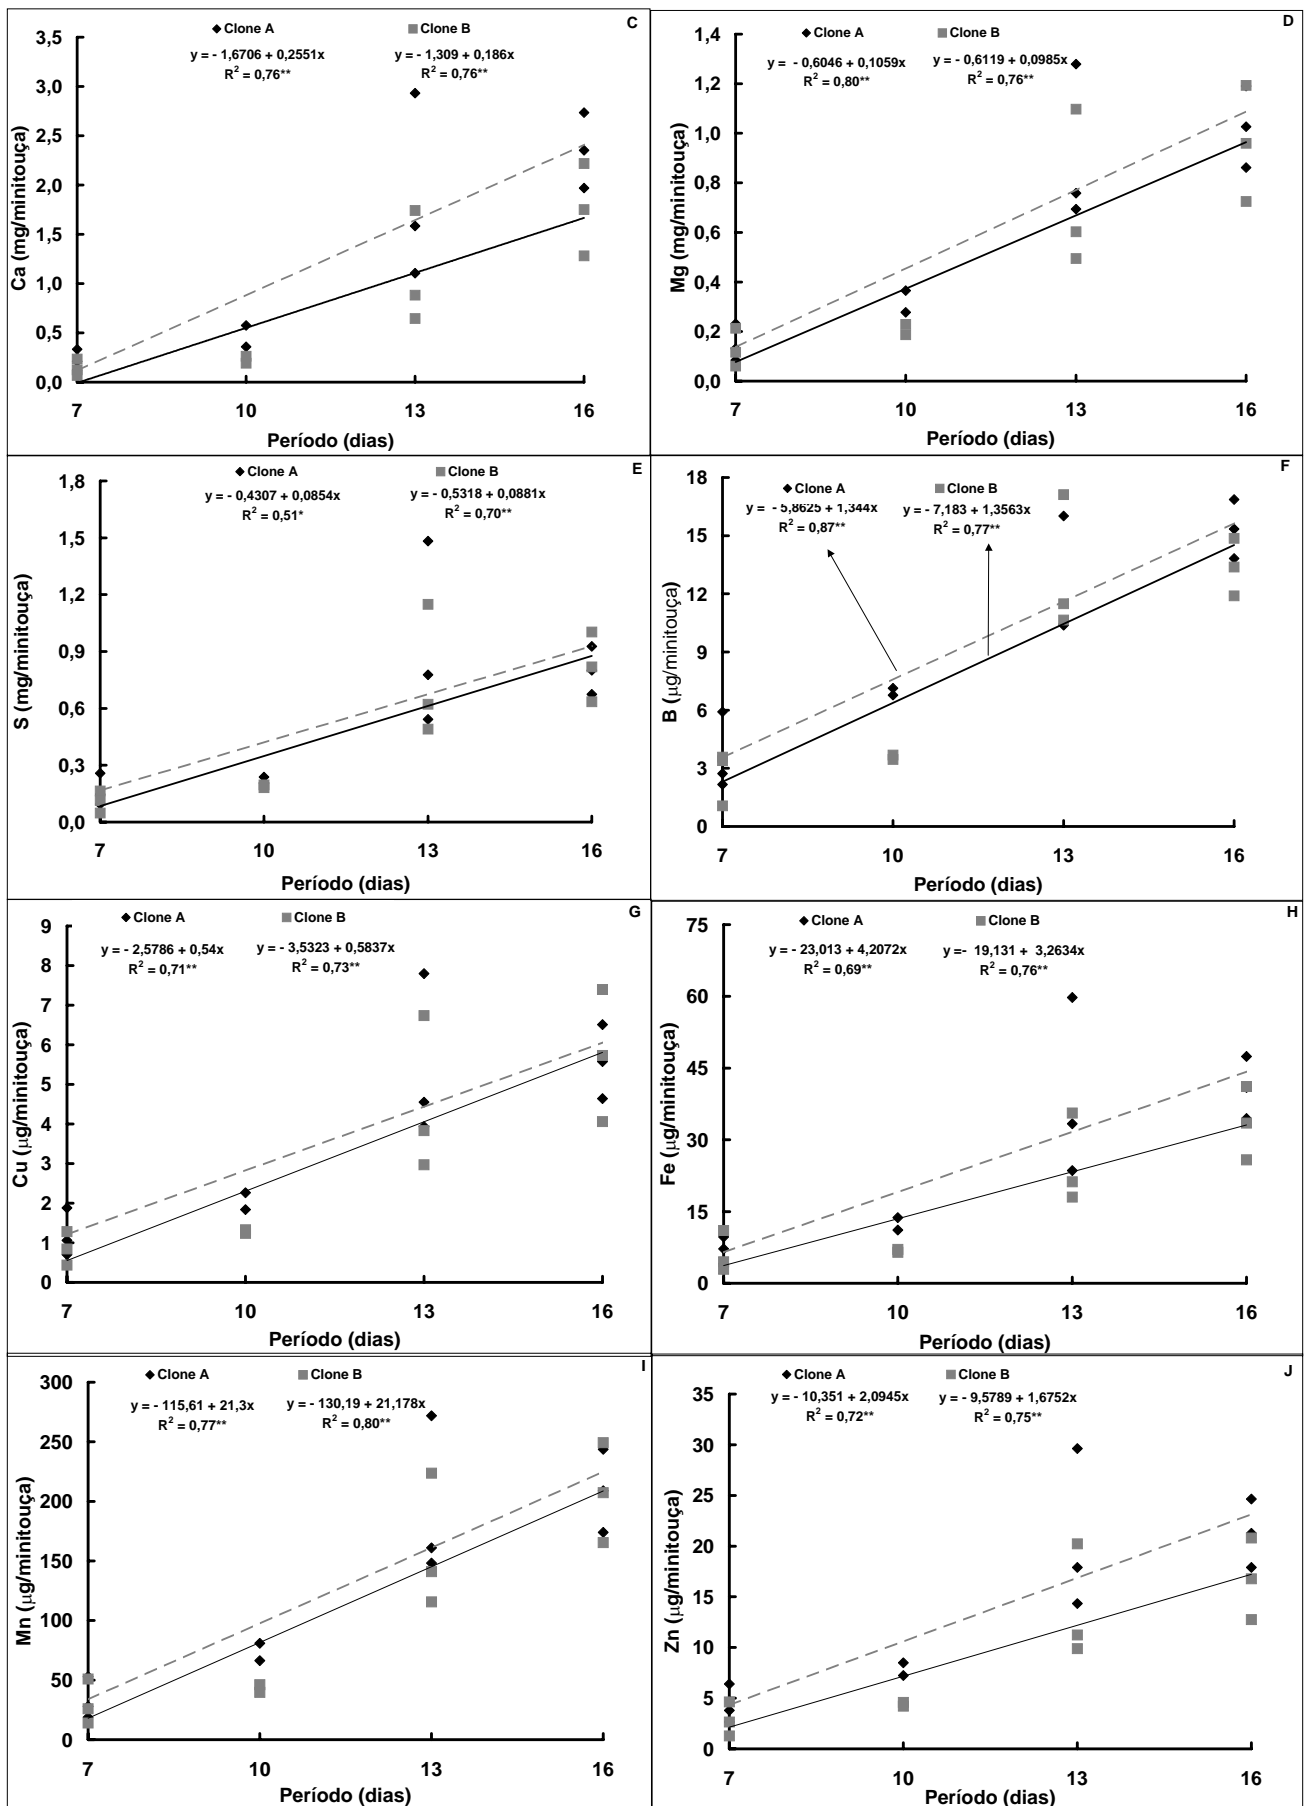 C
Clone A Clone B
y = - 1,6706 + 0,2551x y = - 1,309 + 0,186x
R² = 0,76** R² = 0,76**
Ca (mg/minitouça)
3,5
3,0
2,5
2,0
1,5
1,0
0,5
0,0
7 10 13 16
Período (dias)
D
Clone A Clone B
y = - 0,6046 + 0,1059x y = - 0,6119 + 0,0985x
R² = 0,80** R² = 0,76**
Mg (mg/minitouça)
1,4
1,2
1,0
0,8
0,6
0,4
0,2
0,0
7 10 13 16
Período (dias)
E
Clone A Clone B
y = - 0,4307 + 0,0854x y = - 0,5318 + 0,0881x
R² = 0,51* R² = 0,70**
S (mg/minitouça)
1,8
1,5
1,2
0,9
0,6
0,3
0,0
7 10 13 16
Período (dias)
F
Clone A Clone B
y = - 5,8625 + 1,344x y = - 7,183 + 1,3563x
R² = 0,87** R² = 0,77**
B (µg/minitouça)
18
15
12
9
6
3
0
7 10 13 16
Período (dias)
G
Clone A Clone B
y = - 2,5786 + 0,54x y = - 3,5323 + 0,5837x
R² = 0,71** R² = 0,73**
Cu (µg/minitouça)
9
8
7
6
5
4
3
2
1
0
7 10 13 16
Período (dias)
H
Clone A Clone B
y = - 23,013 + 4,2072x y =- 19,131 + 3,2634x
R² = 0,69** R² = 0,76**
Fe (µg/minitouça)
75
60
45
30
15
0
7 10 13 16
Período (dias)
I
Clone A Clone B
y = - 115,61 + 21,3x y = - 130,19 + 21,178x
R² = 0,77** R² = 0,80**
Mn (µg/minitouça)
300
250
200
150
100
50
0
7 10 13 16
Período (dias)
J
Clone A Clone B
y = - 10,351 + 2,0945x y = - 9,5789 + 1,6752x
R² = 0,72** R² = 0,75**
Zn (µg/minitouça)
35
30
25
20
15
10
5
0
7 10 13 16
Período (dias)